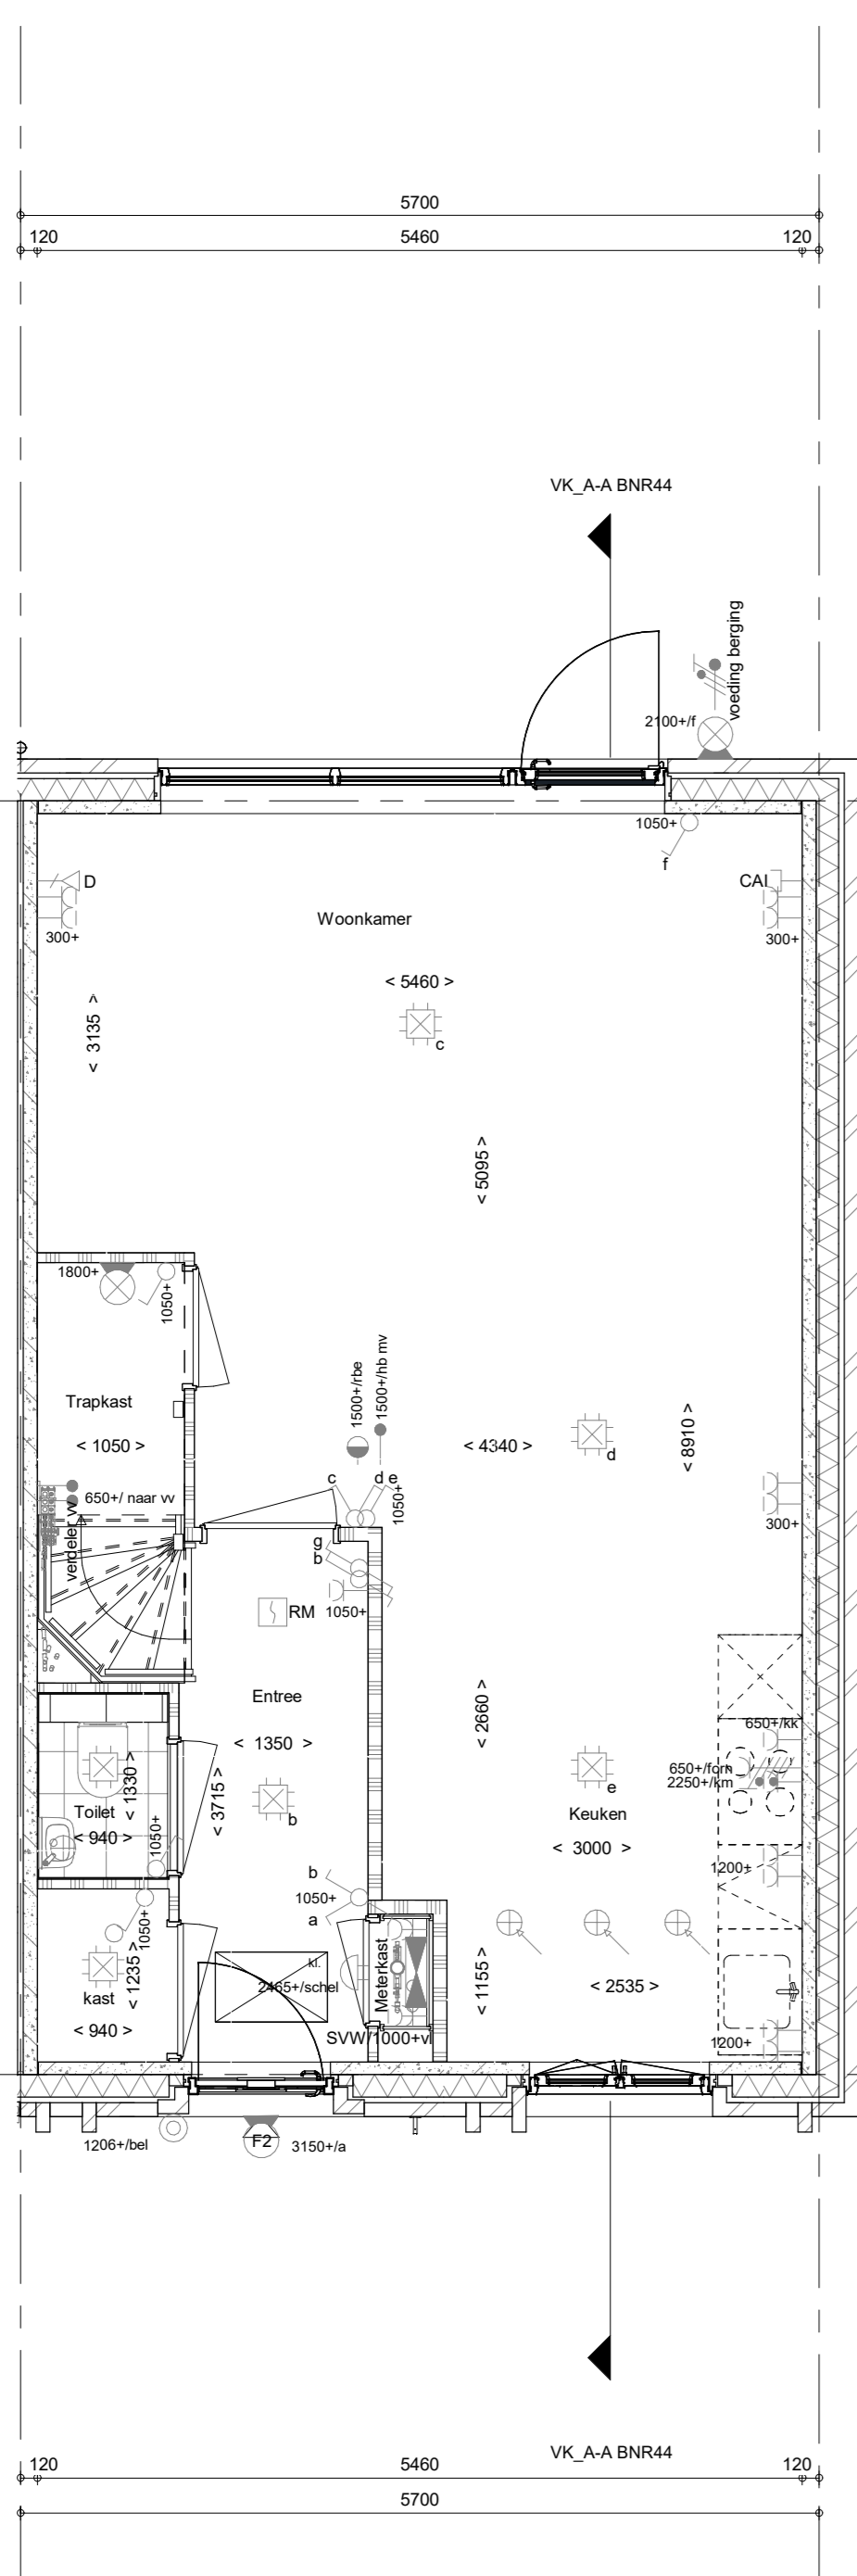 5700
120 5460 120
VK_A-A BNR44
voeding berging
2100+/f
1050+
f
D
CAI
300+
300+
Woonkamer
< 5460 >
c
< 3135 >
< 5095 >
1800+
1050+
Trapkast
< 1050 >
1500+/rbe
1500+/hb mv
< 4340 >
d
< 8910 >
c
d e
1050+
650+/ naar vv
verdeler vv
300+
g
b
1050+
RM
Entree
< 1350 >
< 2660 >
650+/kk
650+/forn
2250+/km
e
Keuken
< 3000 >
< 1330 >
Toilet
< 940 >
1050+
< 3715 >
b
b
1050+
a
1200+
1050+
kast
< 1235 >
< 940 >
kl.
2465+/schel
Meterkast
< 1155 >
< 2535 >
SVW/1000+vl
1200+
1206+/bel
F2
3150+/a
VK_A-A BNR44
120 5460 120
5700